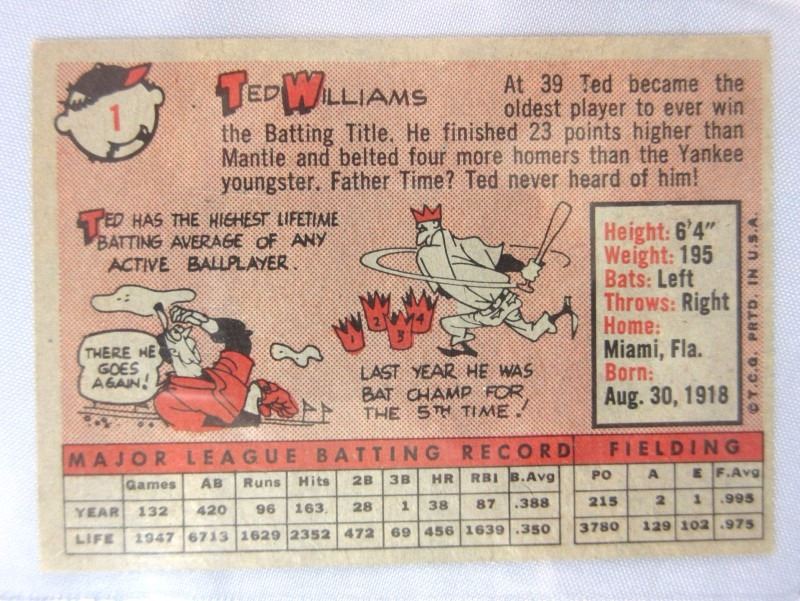 1
TED WILLIAMS
At 39 Ted became the
oldest player to ever win
the Batting Title. He finished 23 points higher than
Mantle and belted four more homers than the Yankee
youngster. Father Time? Ted never heard of him!
TED HAS THE HIGHEST LIFETIME
BATTING AVERAGE OF ANY
ACTIVE BALLPLAYER.
THERE HE
GOES
AGAIN!
1 2 3 4
LAST YEAR HE WAS
BAT CHAMP FOR
THE 5TH TIME!
Height: 6'4"
Weight: 195
Bats: Left
Throws: Right
Home:
Miami, Fla.
Born:
Aug. 30, 1918
© T.C.G. PRTD. IN U.S.A.
MAJOR LEAGUE BATTING RECORD FIELDING
Games AB Runs Hits 2B 3B HR RBI B.Avg PO A E F.Avg
YEAR 132 420 96 163 28 1 38 87 .388 215 2 1 .995
LIFE 1947 6713 1629 2352 472 69 456 1639 .350 3780 129 102 .975